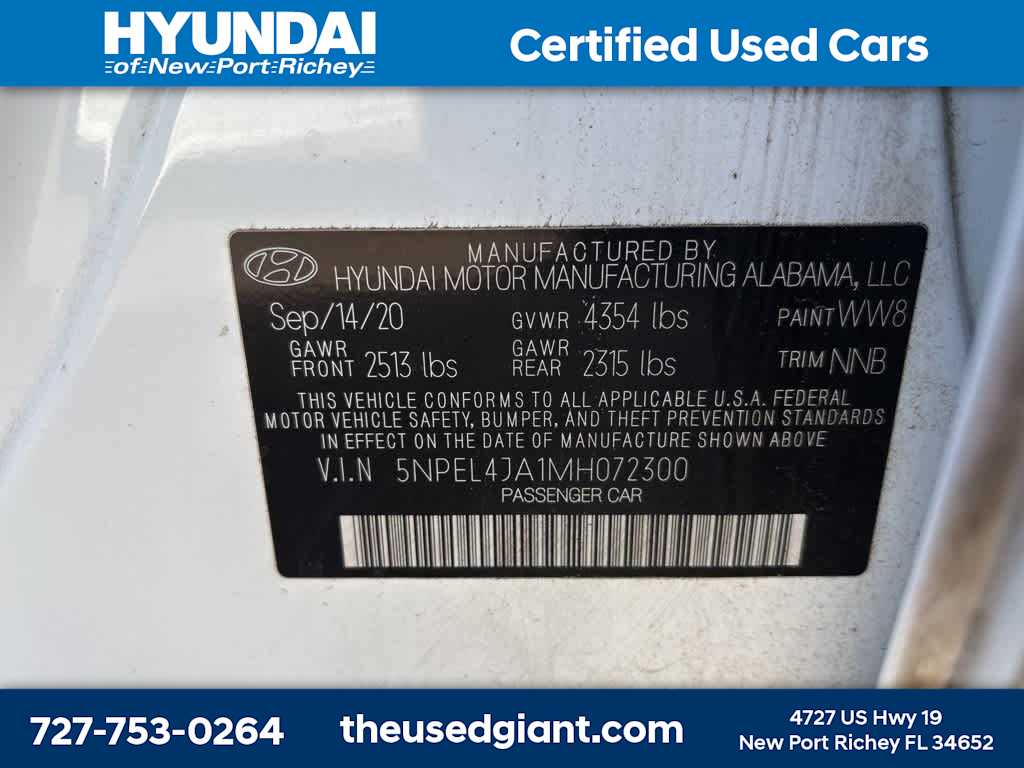 HYUNDAI
of New Port Richey
Certified Used Cars
MANUFACTURED BY
HYUNDAI MOTOR MANUFACTURING ALABAMA, LLC
Sep/14/20 GVWR 4354 lbs PAINT WW8
GAWR FRONT 2513 lbs GAWR REAR 2315 lbs TRIM NNB
THIS VEHICLE CONFORMS TO ALL APPLICABLE U.S.A. FEDERAL
MOTOR VEHICLE SAFETY, BUMPER, AND THEFT PREVENTION STANDARDS
IN EFFECT ON THE DATE OF MANUFACTURE SHOWN ABOVE
V.I.N 5NPEL4JA1MH072300
PASSENGER CAR
727-753-0264
theusedgiant.com
4727 US Hwy 19
New Port Richey FL 34652